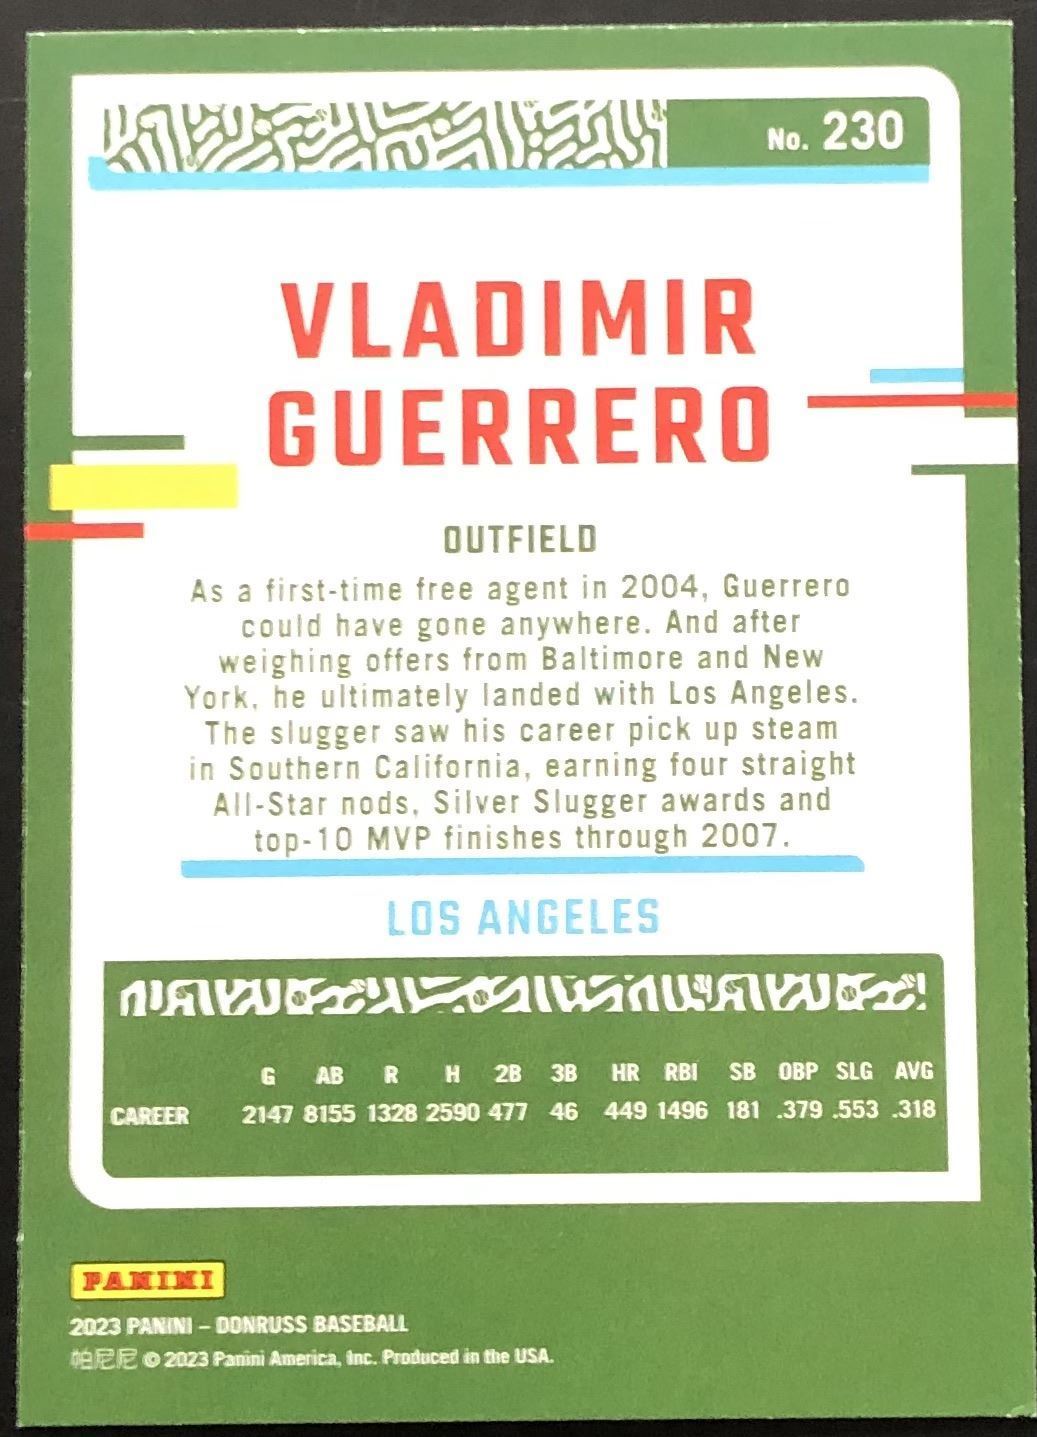 No. 230
VLADIMIR
GUERRERO
OUTFIELD
As a first-time free agent in 2004, Guerrero
could have gone anywhere. And after
weighing offers from Baltimore and New
York, he ultimately landed with Los Angeles.
The slugger saw his career pick up steam
in Southern California, earning four straight
All-Star nods, Silver Slugger awards and
top-10 MVP finishes through 2007.
LOS ANGELES
G AB R H 2B 3B HR RBI SB OBP SLG AVG
CAREER 2147 8155 1328 2590 477 46 449 1496 181 .379 .553 .318
PANINI
2023 PANINI – DONRUSS BASEBALL
帕尼尼 © 2023 Panini America, Inc. Produced in the USA.